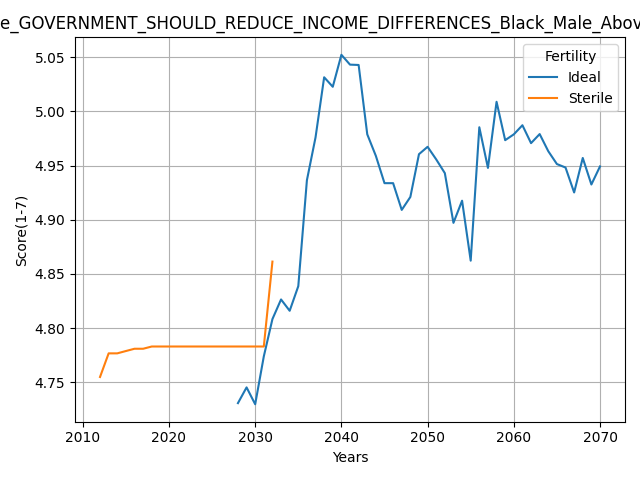 e_GOVERNMENT_SHOULD_REDUCE_INCOME_DIFFERENCES_Black_Male_Abov
Fertility
Ideal
Sterile
Score(1-7)
5.05
5.00
4.95
4.90
4.85
4.80
4.75
2010 2020 2030 2040 2050 2060 2070
Years